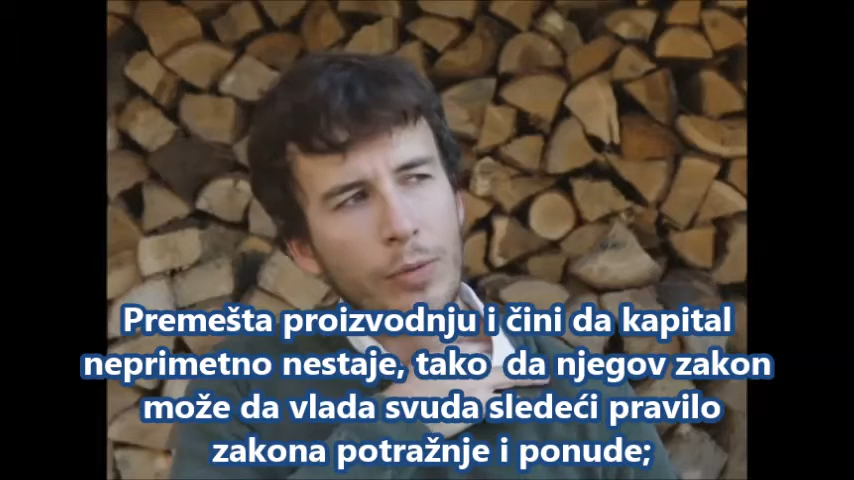 Premešta proizvodnju i čini da kapital
neprimetno nestaje, tako  da njegov zakon
može da vlada svuda sledeći pravilo
zakona potražnje i ponude;